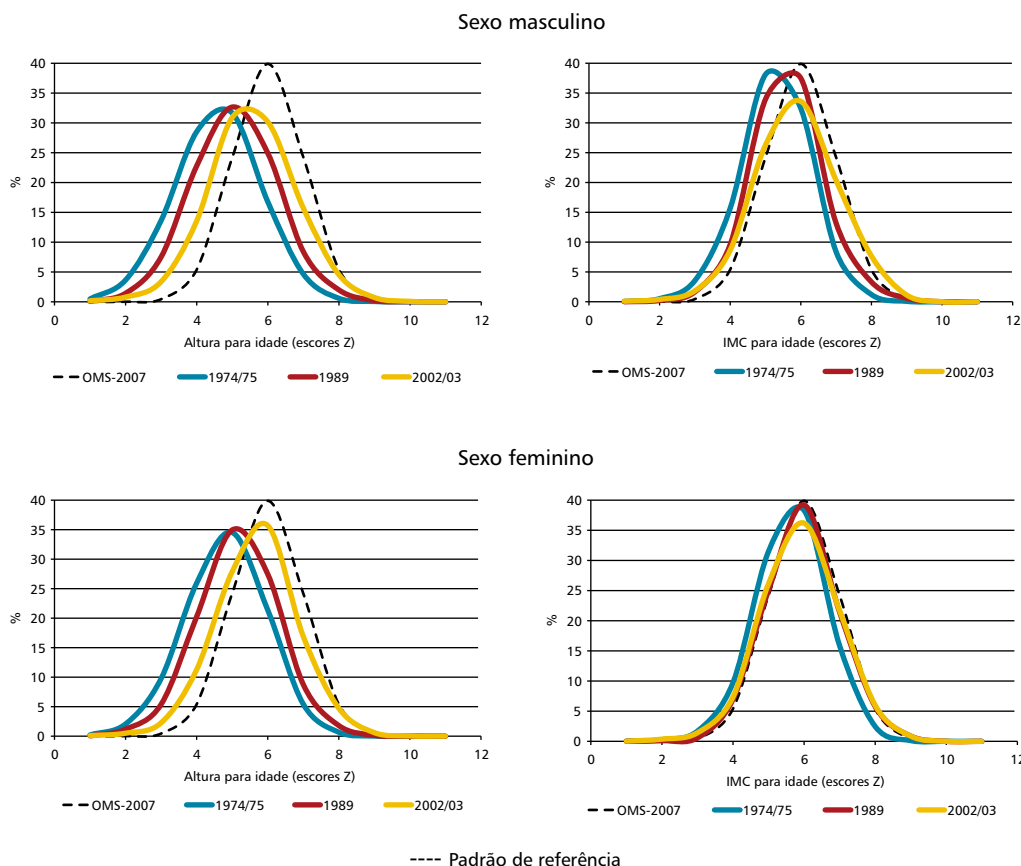 Sexo masculino
40
35
30
25
20
15
10
5
0
%
0 2 4 6 8 10 12
Altura para idade (escores Z)
OMS-2007 1974/75 1989 2002/03
40
35
30
25
20
15
10
5
0
%
0 2 4 6 8 10 12
IMC para idade (escores Z)
OMS-2007 1974/75 1989 2002/03
Sexo feminino
40
35
30
25
20
15
10
5
0
%
0 2 4 6 8 10 12
Altura para idade (escores Z)
OMS-2007 1974/75 1989 2002/03
40
35
30
25
20
15
10
5
0
%
0 2 4 6 8 10 12
IMC para idade (escores Z)
OMS-2007 1974/75 1989 2002/03
---- Padrão de referência